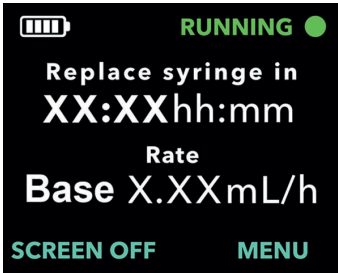 RUNNING
Replace syringe in
XX:XXhh:mm
Rate
Base X.XXmL/h
SCREEN OFF MENU